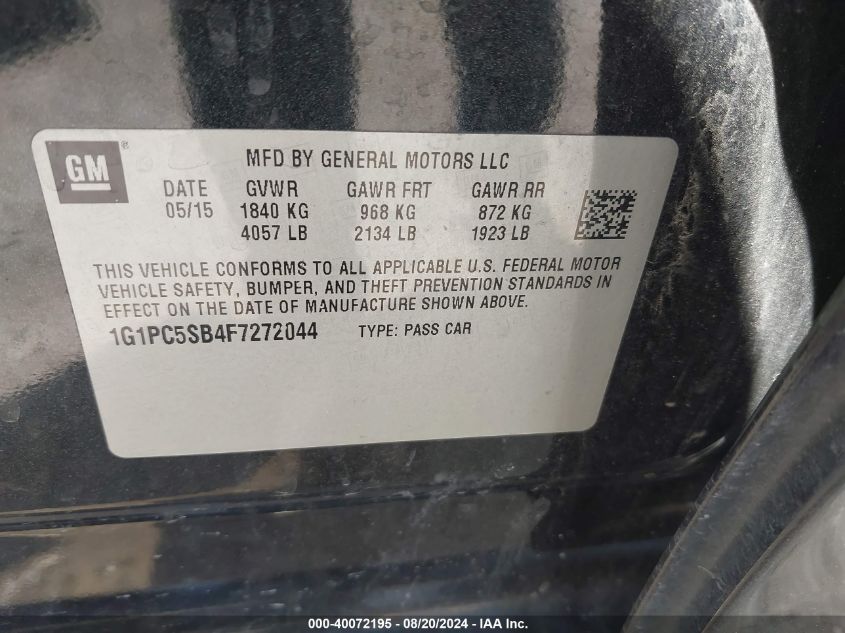 GM ®
MFD BY GENERAL MOTORS LLC
DATE GVWR GAWR FRT GAWR RR
05/15 1840 KG 968 KG 872 KG
4057 LB 2134 LB 1923 LB
THIS VEHICLE CONFORMS TO ALL APPLICABLE U.S. FEDERAL MOTOR
VEHICLE SAFETY, BUMPER, AND THEFT PREVENTION STANDARDS IN
EFFECT ON THE DATE OF MANUFACTURE SHOWN ABOVE.
1G1PC5SB4F7272044 TYPE: PASS CAR
000-40072195 - 08/20/2024 - IAA Inc.